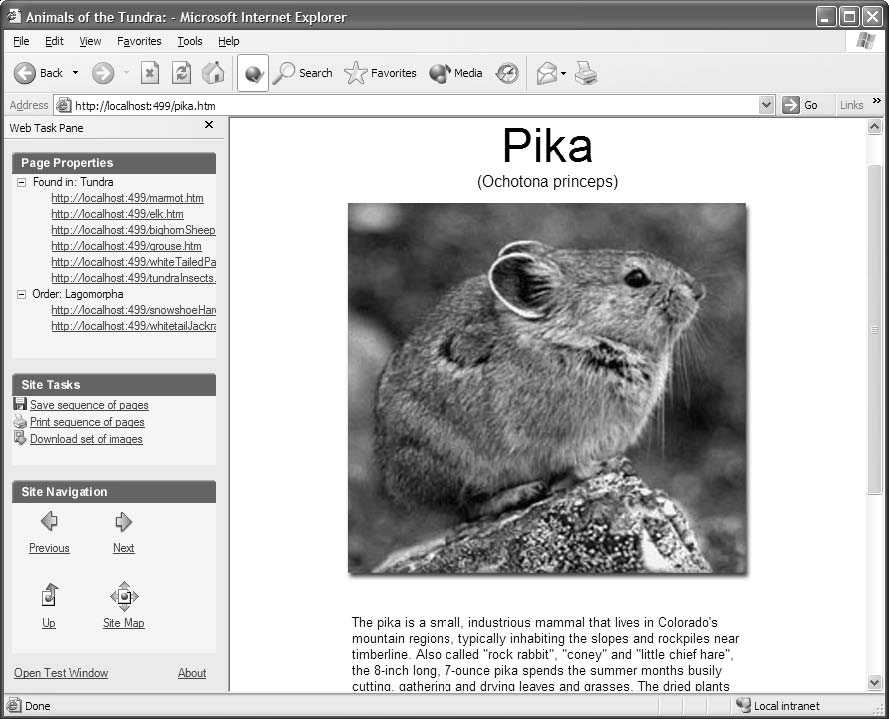 Animals of the Tundra: - Microsoft Internet Explorer
File Edit View Favorites Tools Help
Back Search Favorites Media
Address http://localhost:499/pika.htm Go Links »
Web Task Pane
Page Properties
Found in: Tundra
http://localhost:499/marmot.htm
http://localhost:499/elk.htm
http://localhost:499/bighornSheep
http://localhost:499/grouse.htm
http://localhost:499/whiteTailedPa
http://localhost:499/tundraInsects.
Order: Lagomorpha
http://localhost:499/snowshoeHare
http://localhost:499/whitetailJackra
Site Tasks
Save sequence of pages
Print sequence of pages
Download set of images
Site Navigation
Previous Next
Up Site Map
Open Test Window About
Pika
(Ochotona princeps)
The pika is a small, industrious mammal that lives in Colorado's
mountain regions, typically inhabiting the slopes and rockpiles near
timberline. Also called "rock rabbit", "coney" and "little chief hare",
the 8-inch long, 7-ounce pika spends the summer months busily
cutting, gathering and drying leaves and grasses. The dried plants
Done Local intranet